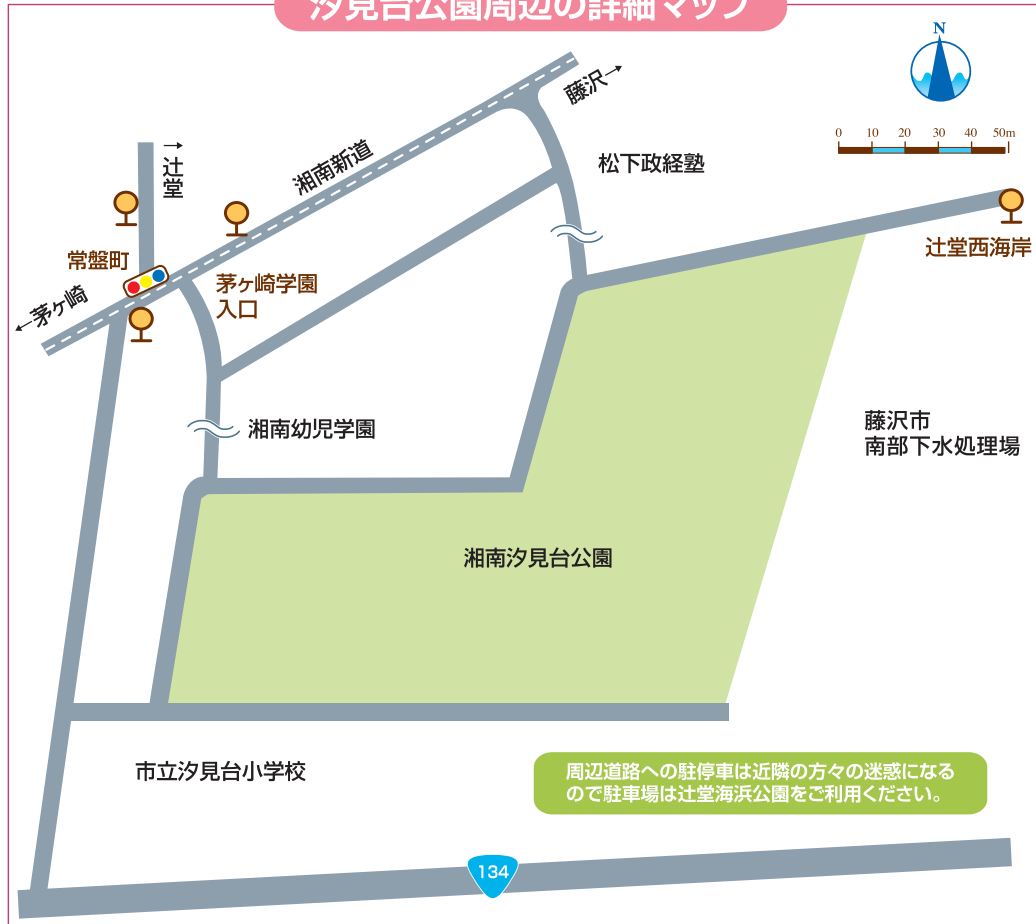 汐見台公園周辺の詳細マップ
N
0 10 20 30 40 50m
藤沢→
→
辻堂
湘南新道
松下政経塾
常盤町
辻堂西海岸
茅ヶ崎学園
入口
←茅ヶ崎
湘南幼児学園
藤沢市
南部下水処理場
湘南汐見台公園
市立汐見台小学校
周辺道路への駐停車は近隣の方々の迷惑になる
ので駐車場は辻堂海浜公園をご利用ください。
134